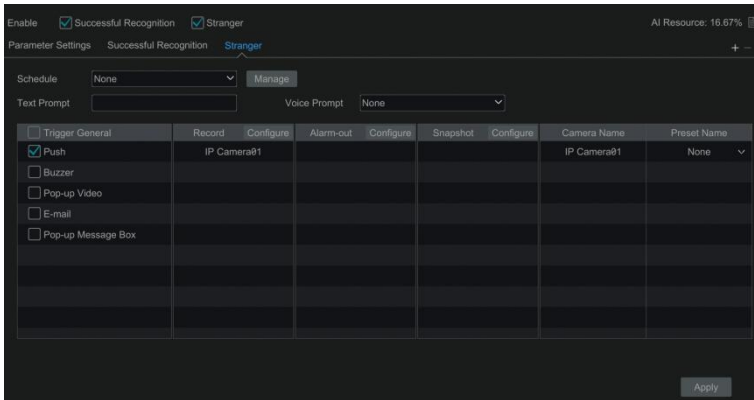 Enable Successful Recognition Stranger AI Resource: 16.67%
Parameter Settings Successful Recognition Stranger + −
Schedule None Manage
Text Prompt Voice Prompt None
Trigger General Record Configure Alarm-out Configure Snapshot Configure Camera Name Preset Name
Push IP Camera01 IP Camera01 None
Buzzer
Pop-up Video
E-mail
Pop-up Message Box
Apply